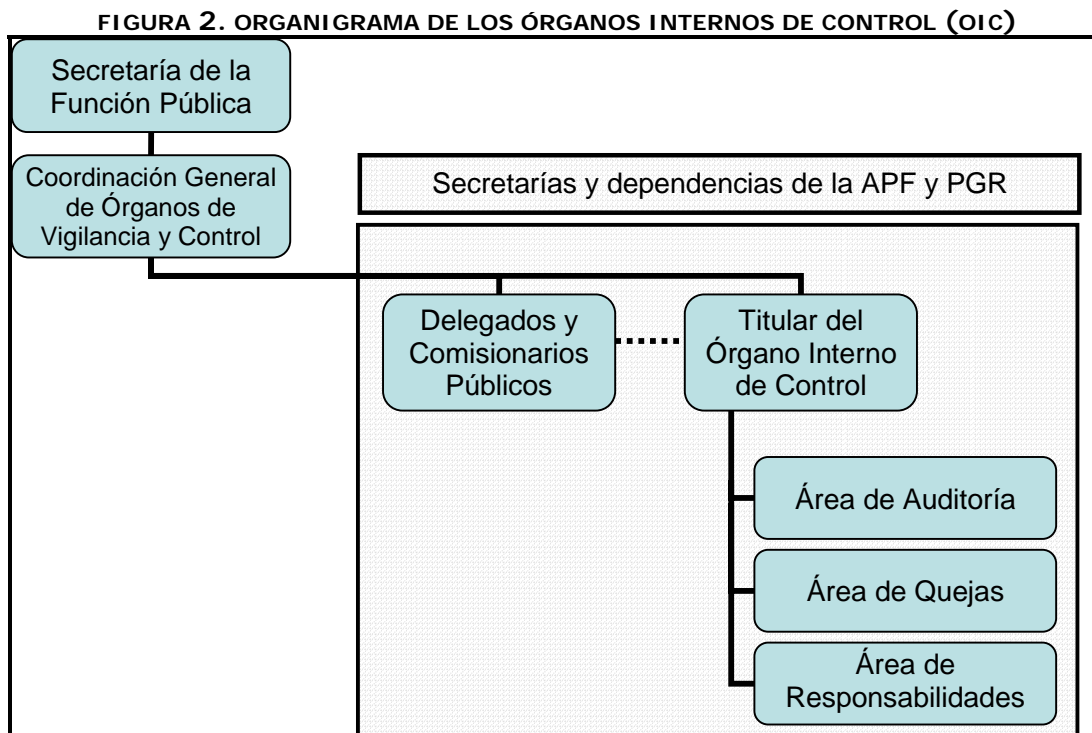 FIGURA 2. ORGANIGRAMA DE LOS ÓRGANOS INTERNOS DE CONTROL (OIC)
Secretaría de la
Función Pública
Coordinación General
de Órganos de
Vigilancia y Control
Secretarías y dependencias de la APF y PGR
Delegados y
Comisionarios
Públicos
Titular del
Órgano Interno
de Control
Área de Auditoría
Área de Quejas
Área de
Responsabilidades